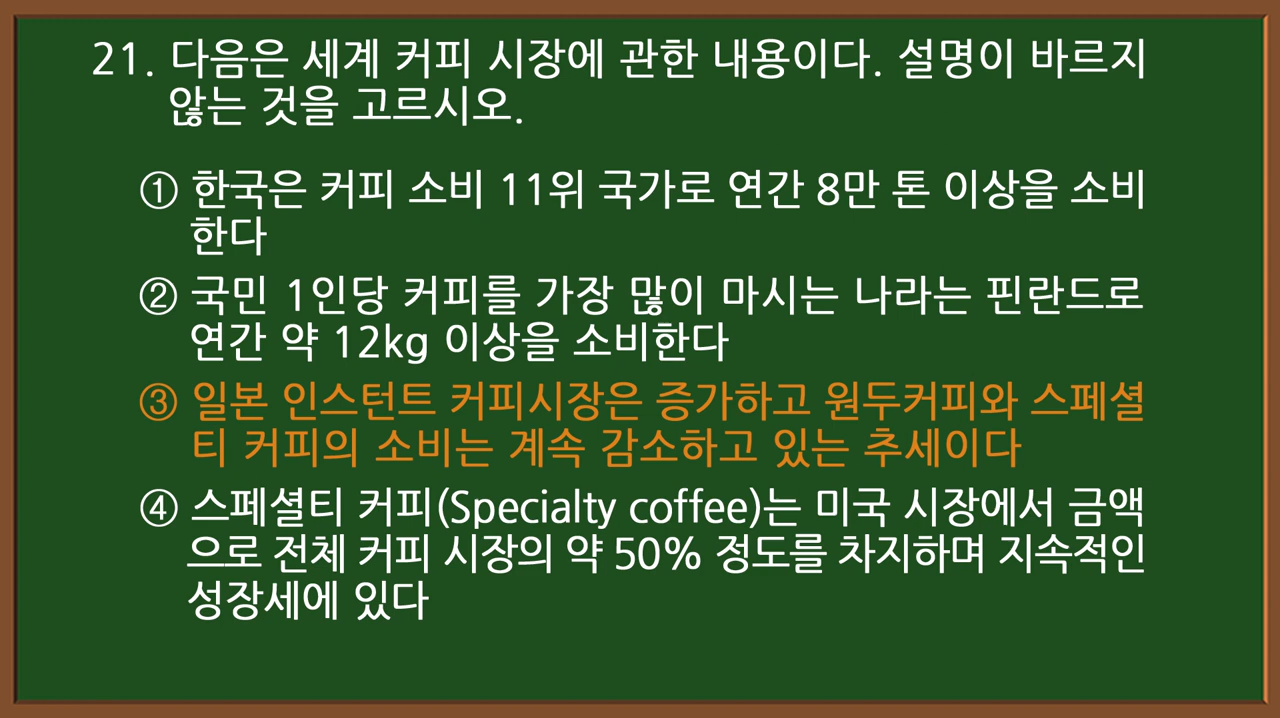 21. 다음은 세계 커피 시장에 관한 내용이다. 설명이 바르지
않는 것을 고르시오.
① 한국은 커피 소비 11위 국가로 연간 8만 톤 이상을 소비
한다
② 국민 1인당 커피를 가장 많이 마시는 나라는 핀란드로
연간 약 12kg 이상을 소비한다
③ 일본 인스턴트 커피시장은 증가하고 원두커피와 스페셜
티 커피의 소비는 계속 감소하고 있는 추세이다
④ 스페셜티 커피(Specialty coffee)는 미국 시장에서 금액
으로 전체 커피 시장의 약 50% 정도를 차지하며 지속적인
성장세에 있다